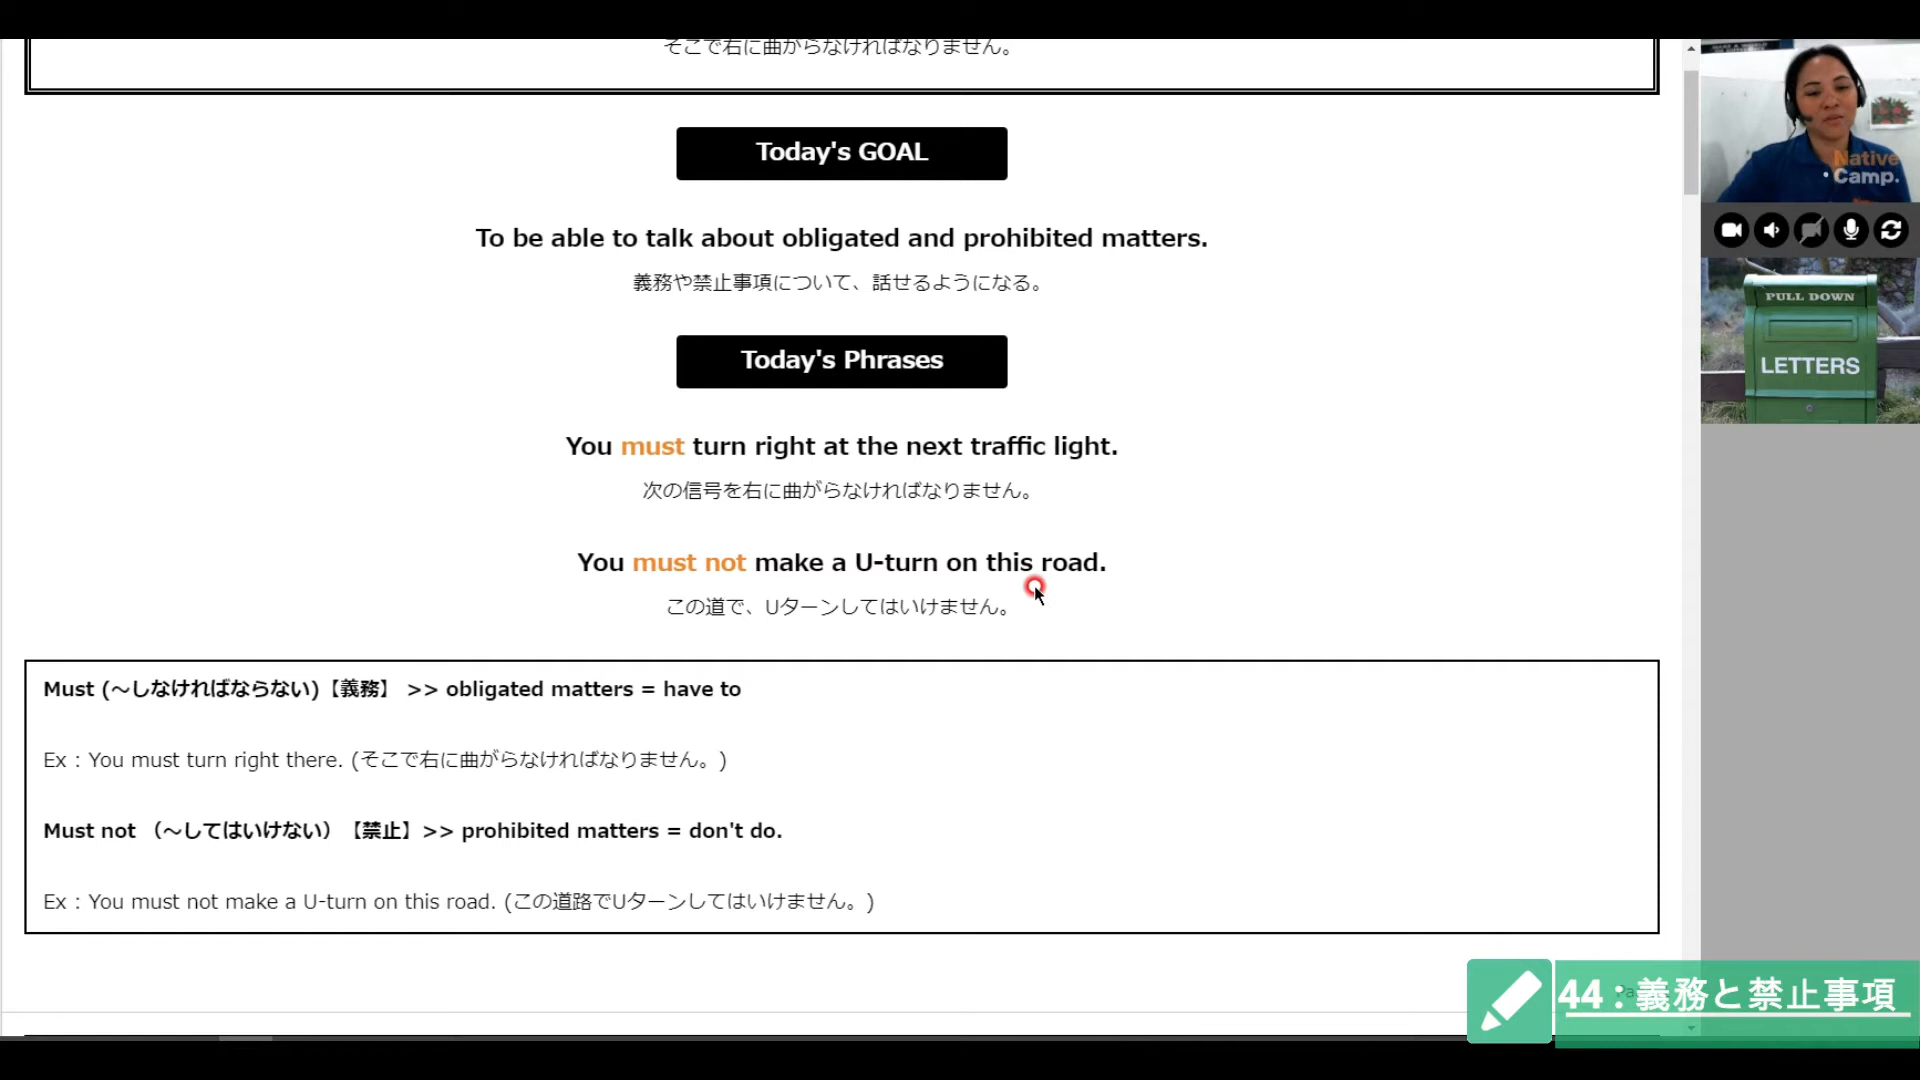 そこで右に曲がらなければなりません。
Today's GOAL
To be able to talk about obligated and prohibited matters.
義務や禁止事項について、話せるようになる。
Today's Phrases
You must turn right at the next traffic light.
次の信号を右に曲がらなければなりません。
You must not make a U-turn on this road.
この道で、Uターンしてはいけません。
Must (～しなければならない)【義務】 >> obligated matters = have to
Ex : You must turn right there. (そこで右に曲がらなければなりません。)
Must not （～してはいけない）【禁止】>> prohibited matters = don't do.
Ex : You must not make a U-turn on this road. (この道路でUターンしてはいけません。)
Native
Camp.
PULL DOWN
LETTERS
44：義務と禁止事項